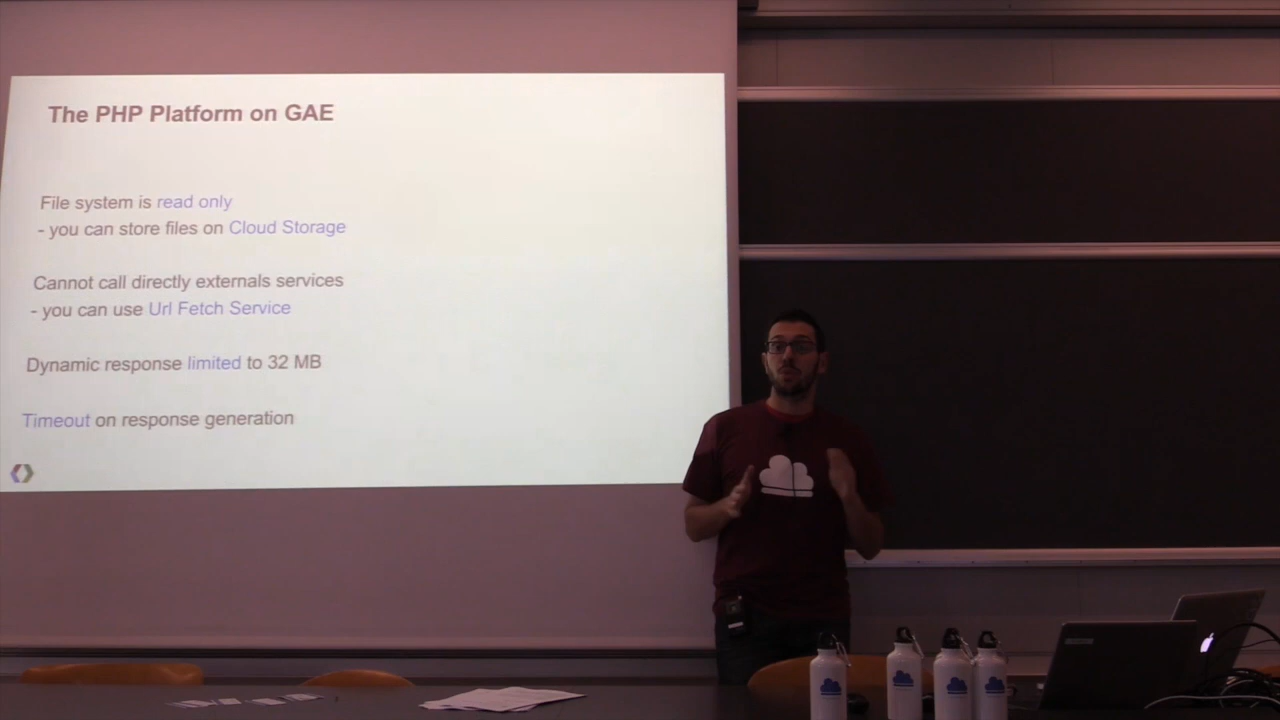 The PHP Platform on GAE
File system is read only
- you can store files on Cloud Storage
Cannot call directly externals services
- you can use Url Fetch Service
Dynamic response limited to 32 MB
Timeout on response generation